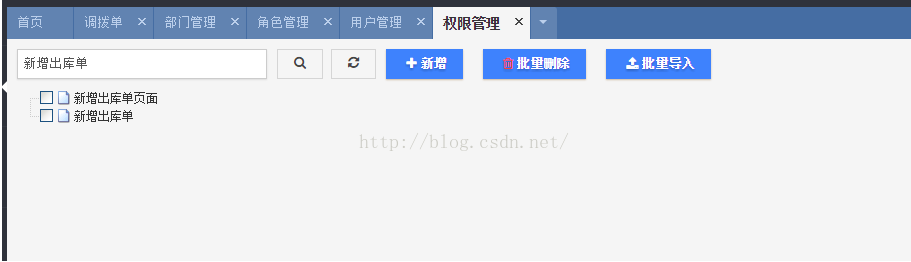 首页 调拨单 部门管理 角色管理 用户管理 权限管理
新增出库单 新增 批量删除 批量导入
新增出库单页面
新增出库单
http://blog.csdn.net/